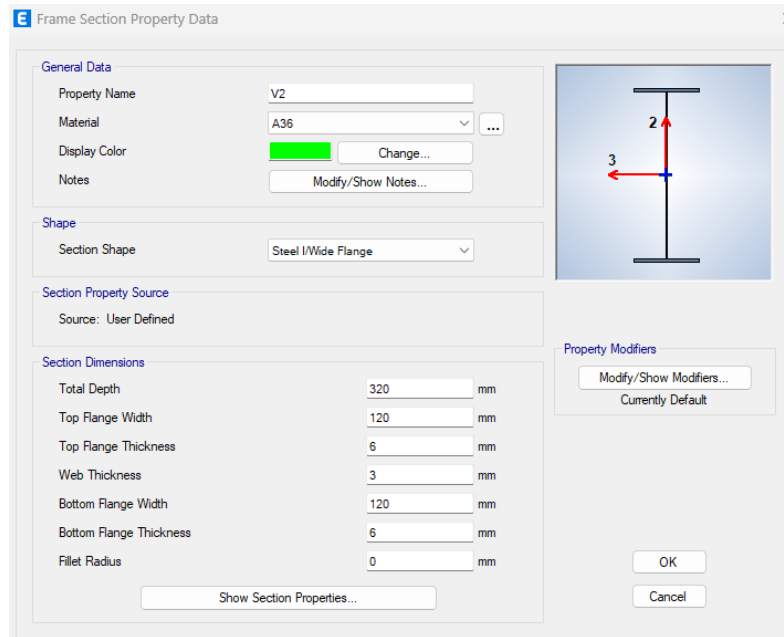 E Frame Section Property Data
General Data
Property Name V2
Material A36 ...
Display Color Change...
Notes Modify/Show Notes...
Shape
Section Shape Steel I/Wide Flange
Section Property Source
Source: User Defined
Section Dimensions
Total Depth 320 mm
Top Flange Width 120 mm
Top Flange Thickness 6 mm
Web Thickness 3 mm
Bottom Flange Width 120 mm
Bottom Flange Thickness 6 mm
Fillet Radius 0 mm
Show Section Properties...
2
3
Property Modifiers
Modify/Show Modifiers...
Currently Default
OK
Cancel